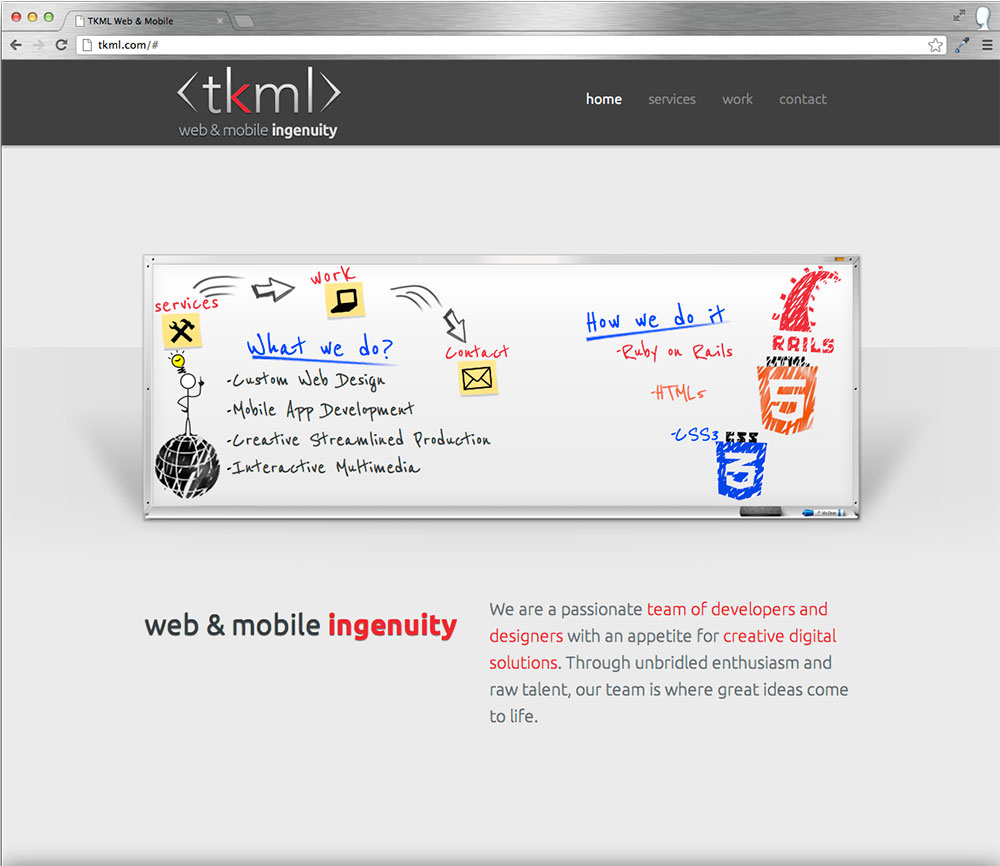 TKML Web & Mobile
tkml.com/#
<tkml>
web & mobile ingenuity
home services work contact
services
work
contact
What we do?
-Custom Web Design
-Mobile App Development
-Creative Streamlined Production
-Interactive Multimedia
How we do it
-Ruby on Rails
-HTML5
-CSS3
RAILS
HTML
5
CSS
3
web & mobile ingenuity
We are a passionate team of developers and
designers with an appetite for creative digital
solutions. Through unbridled enthusiasm and
raw talent, our team is where great ideas come
to life.